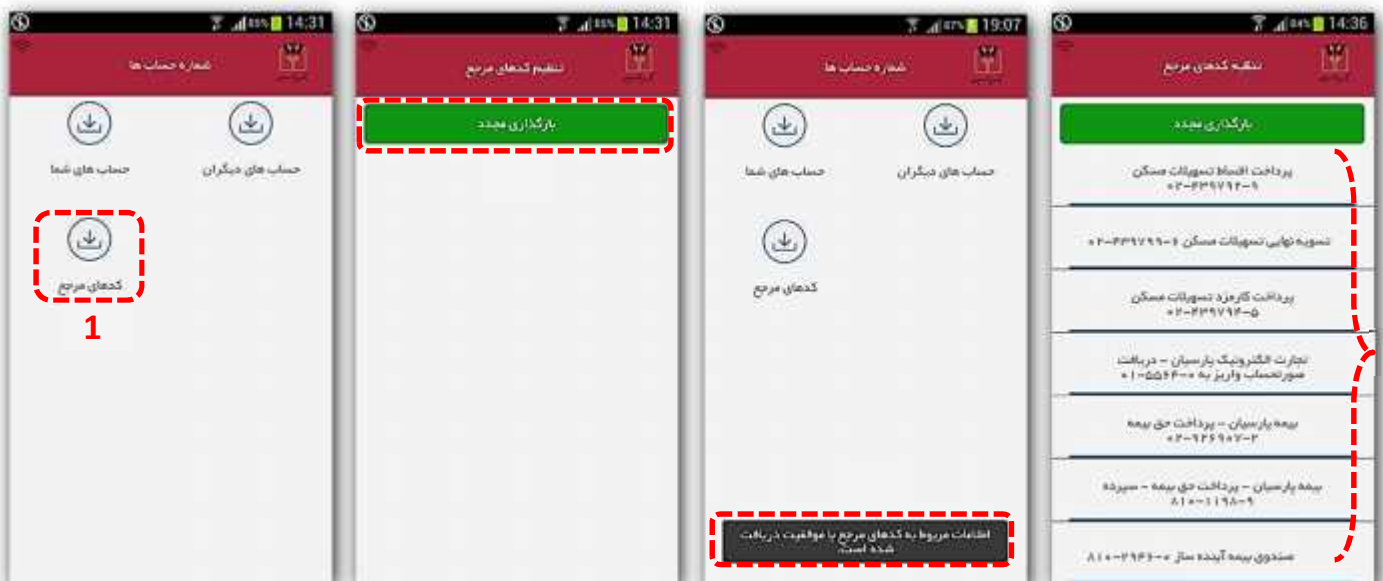 85% 14:31
شماره حساب ها
حساب های دیگران
حساب های شما
کدهای مرجع
1
85% 14:31
تنظیم کدهای مرجع
بارگذاری مجدد
87% 19:07
شماره حساب ها
حساب های دیگران
حساب های شما
کدهای مرجع
اطلاعات مربوط به کدهای مرجع با موفقیت دریافت
شده است.
84% 14:36
تنظیم کدهای مرجع
بارگذاری مجدد
پرداخت اقساط تسهیلات مسکن
تسویه نهایی تسهیلات مسکن
پرداخت کارمزد تسهیلات مسکن
تجارت الکترونیک پارسیان - دریافت
صورتحساب واریز به
بیمه پارسیان - پرداخت حق بیمه
بیمه پارسیان - پرداخت حق بیمه - سپرده
صندوق بیمه آینده ساز